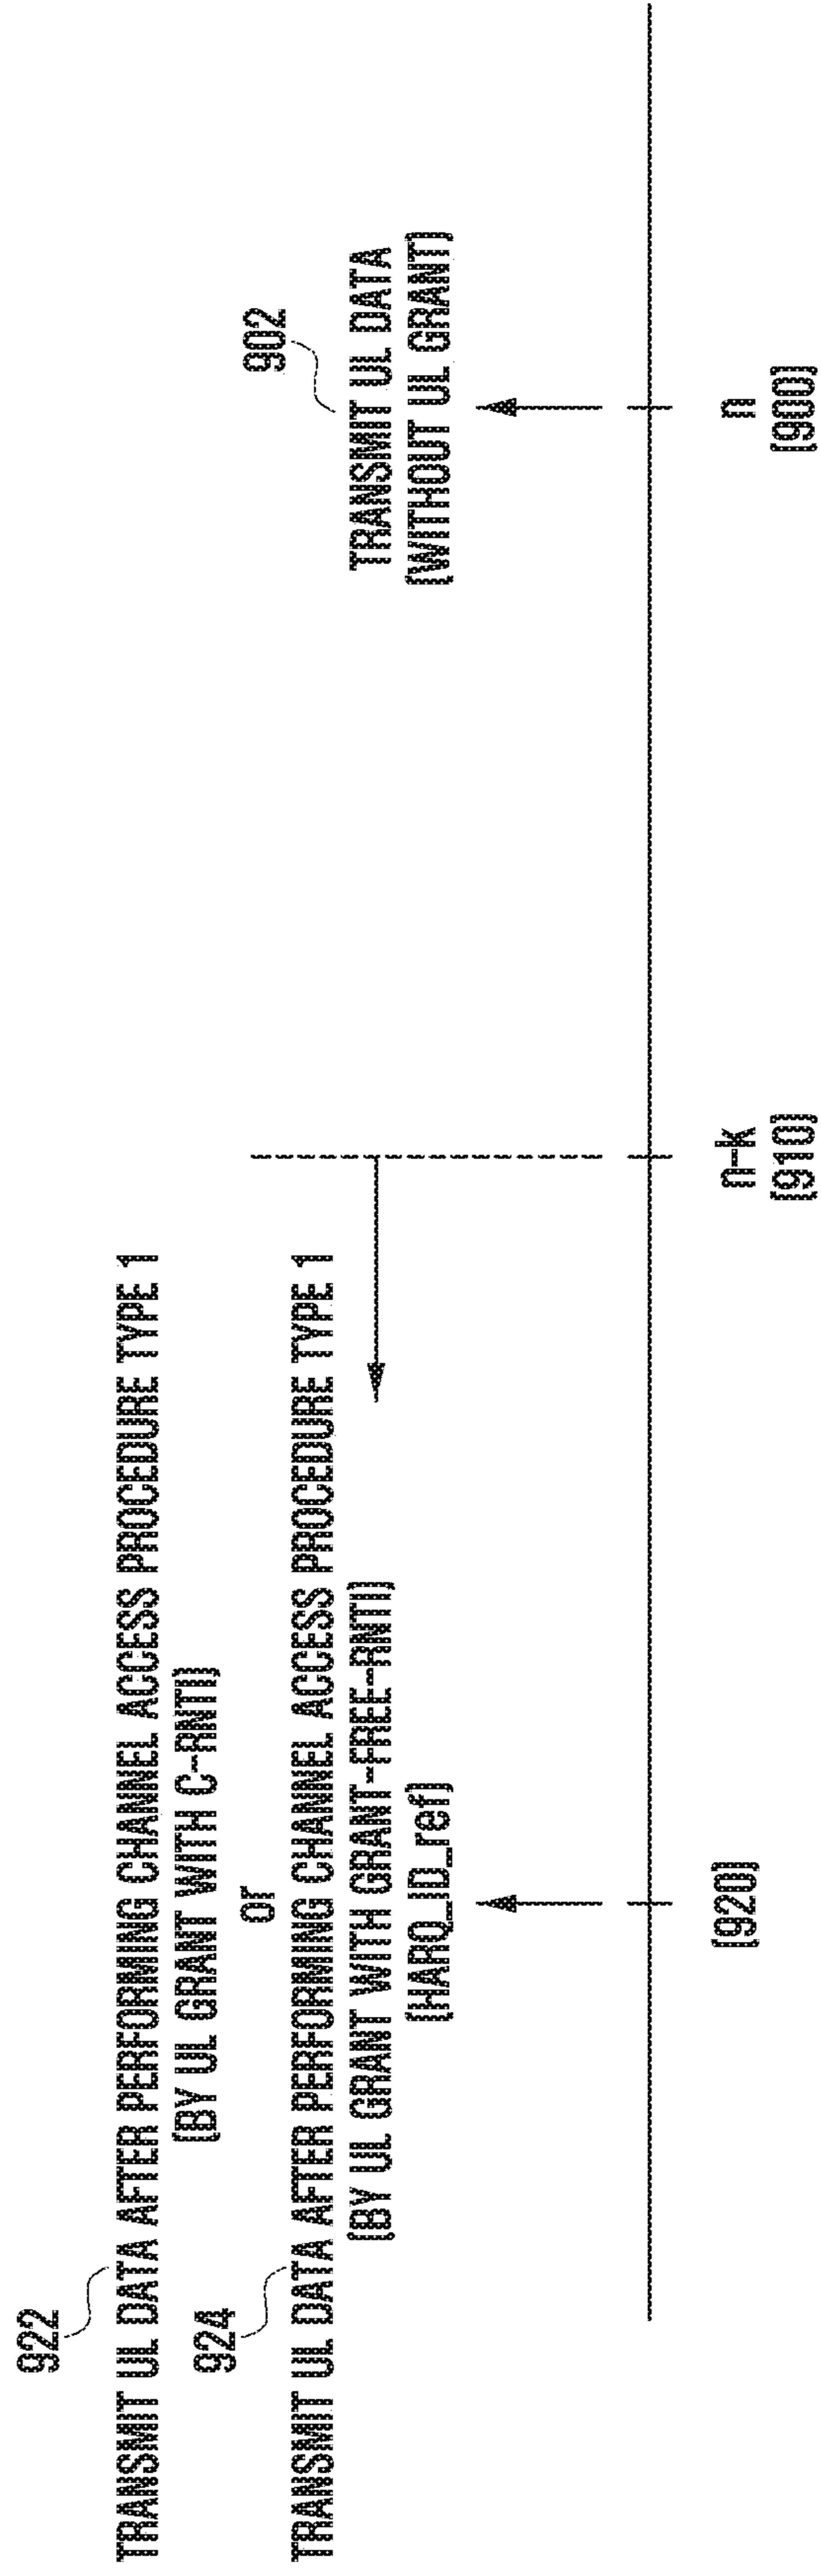 922
TRANSMIT UL DATA AFTER PERFORMING CHANNEL ACCESS PROCEDURE TYPE 1
(BY UL GRANT WITH C-RNTI)
or
924
TRANSMIT UL DATA AFTER PERFORMING CHANNEL ACCESS PROCEDURE TYPE 1
(BY UL GRANT WITH GRANT-FREE-RNTI)
(HARQ_ID_ref)
902
TRANSMIT UL DATA
(WITHOUT UL GRANT)
(920)
n-k
(910)
n
(900)